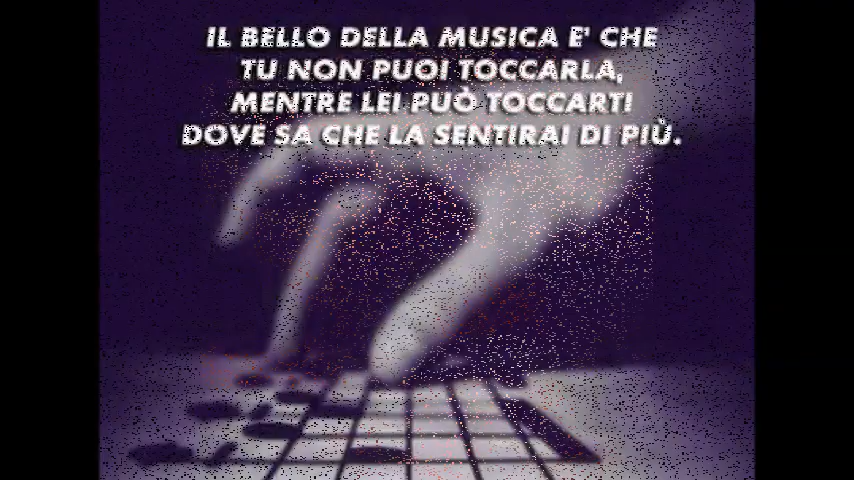 IL BELLO DELLA MUSICA E' CHE
TU NON PUOI TOCCARLA,
MENTRE LEI PUÒ TOCCARTI
DOVE SA CHE LA SENTIRAI DI PIÙ.